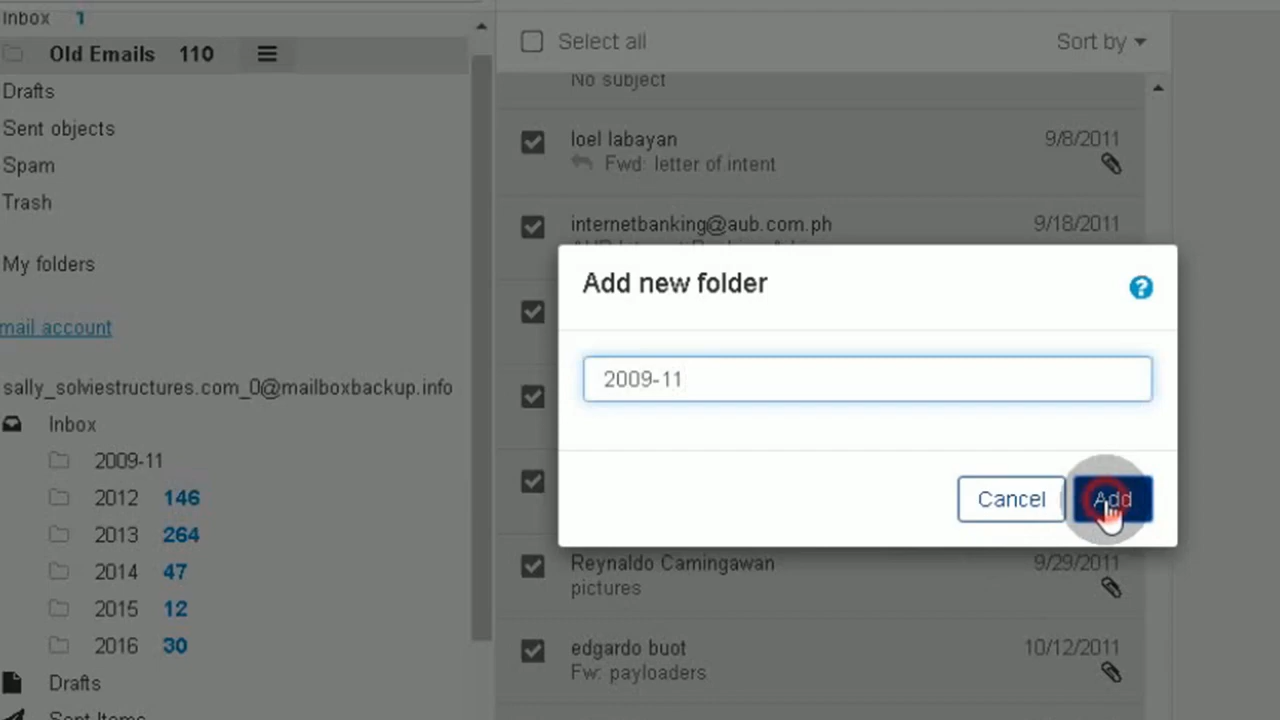 Inbox 1
Old Emails 110
Drafts
Sent objects
Spam
Trash
My folders
mail account
sally_solviestructures.com_0@mailboxbackup.info
Inbox
2009-11
2012 146
2013 264
2014 47
2015 12
2016 30
Drafts
Sent Items
Select all Sort by
No subject
loel labayan 9/8/2011
Fwd: letter of intent
internetbanking@aub.com.ph 9/18/2011
Add new folder
2009-11
Cancel Add
Reynaldo Camingawan 9/29/2011
pictures
edgardo buot 10/12/2011
Fw: payloaders